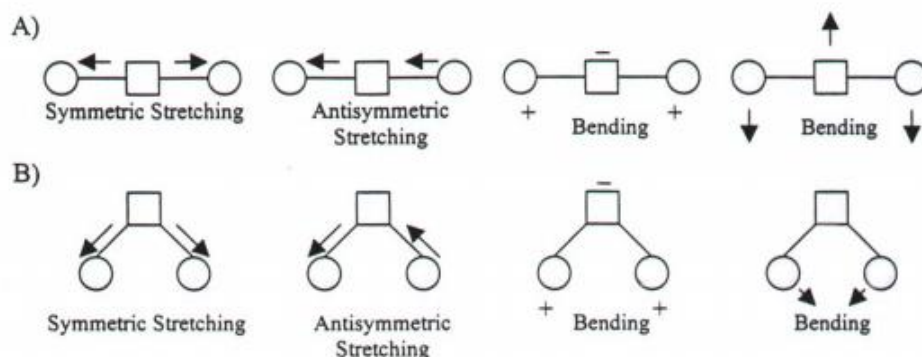 A)
− + +
Symmetric Stretching Antisymmetric Stretching Bending Bending
B)
− + +
Symmetric Stretching Antisymmetric Stretching Bending Bending